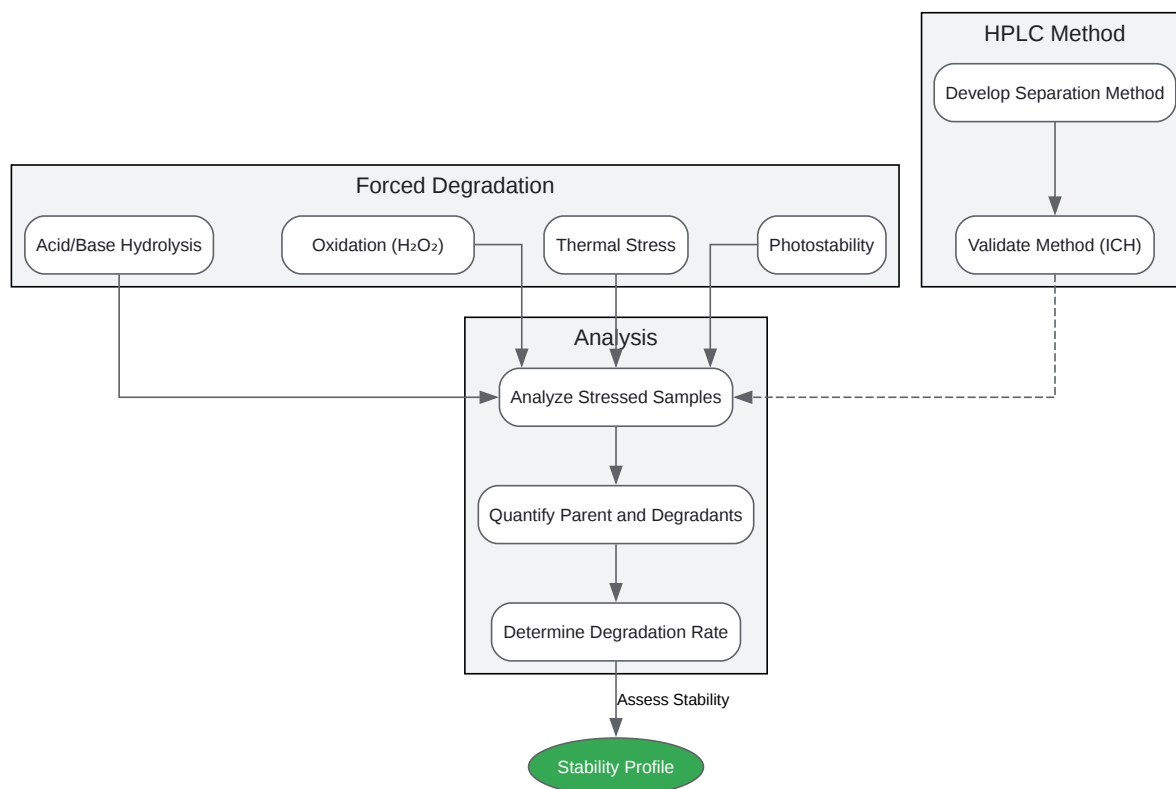 HPLC Method
Develop Separation Method
Forced Degradation
Acid/Base Hydrolysis
Oxidation (H₂O₂)
Thermal Stress
Photostability
Validate Method (ICH)
Analysis
Analyze Stressed Samples
Quantify Parent and Degradants
Determine Degradation Rate
Assess Stability
Stability Profile